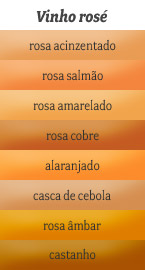 Vinho rosé
rosa acinzentado
rosa salmão
rosa amarelado
rosa cobre
alaranjado
casca de cebola
rosa âmbar
castanho